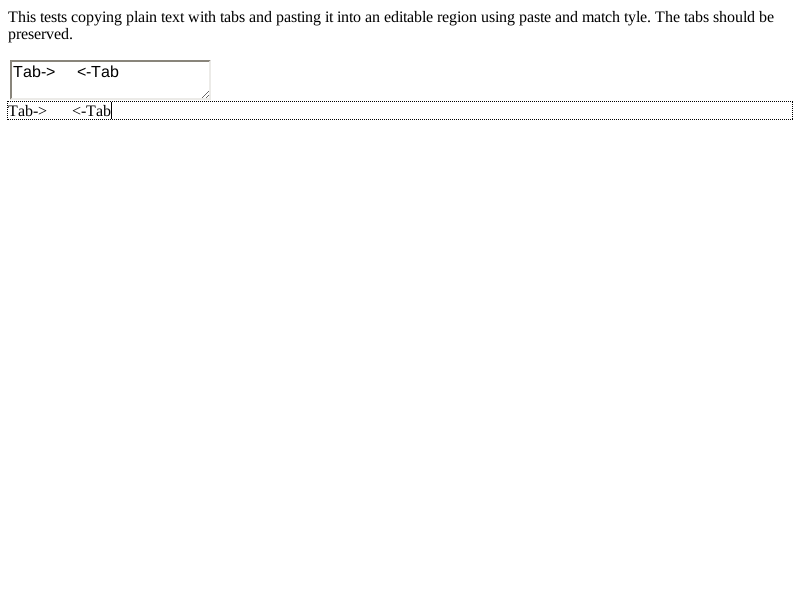 This tests copying plain text with tabs and pasting it into an editable region using paste and match tyle. The tabs should be
preserved.
Tab->	<-Tab
Tab->	<-Tab